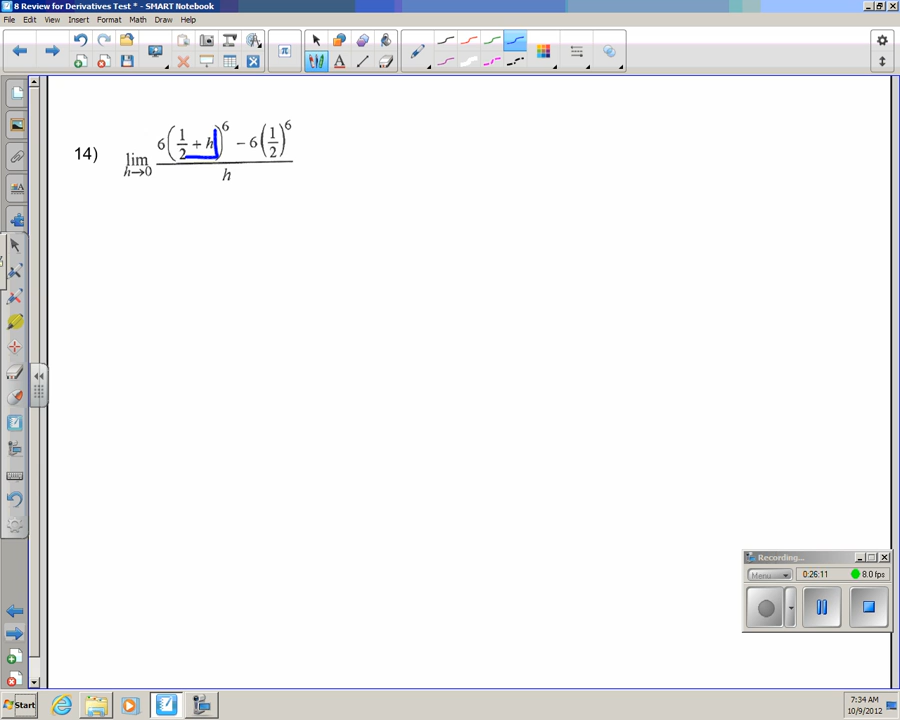 8 Review for Derivatives Test * - SMART Notebook
File Edit View Insert Format Math Draw Help
14) lim h→0 6(1/2 + h)^6 − 6(1/2)^6 / h
Recording...
Menu 0:26:11 8.0 fps
Start
7:34 AM
10/9/2012